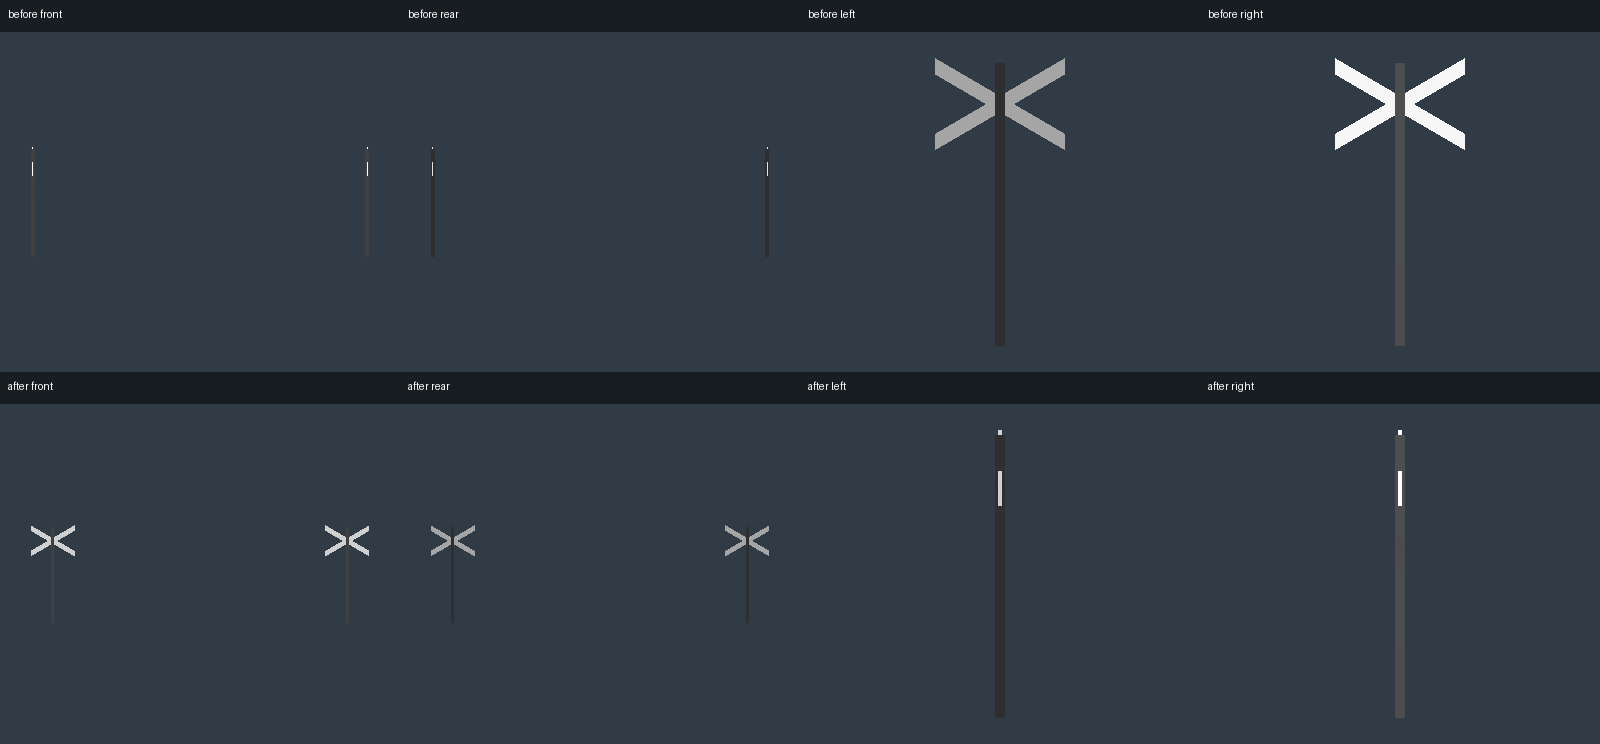 before front
before rear
before left
before right
after front
after rear
after left
after right